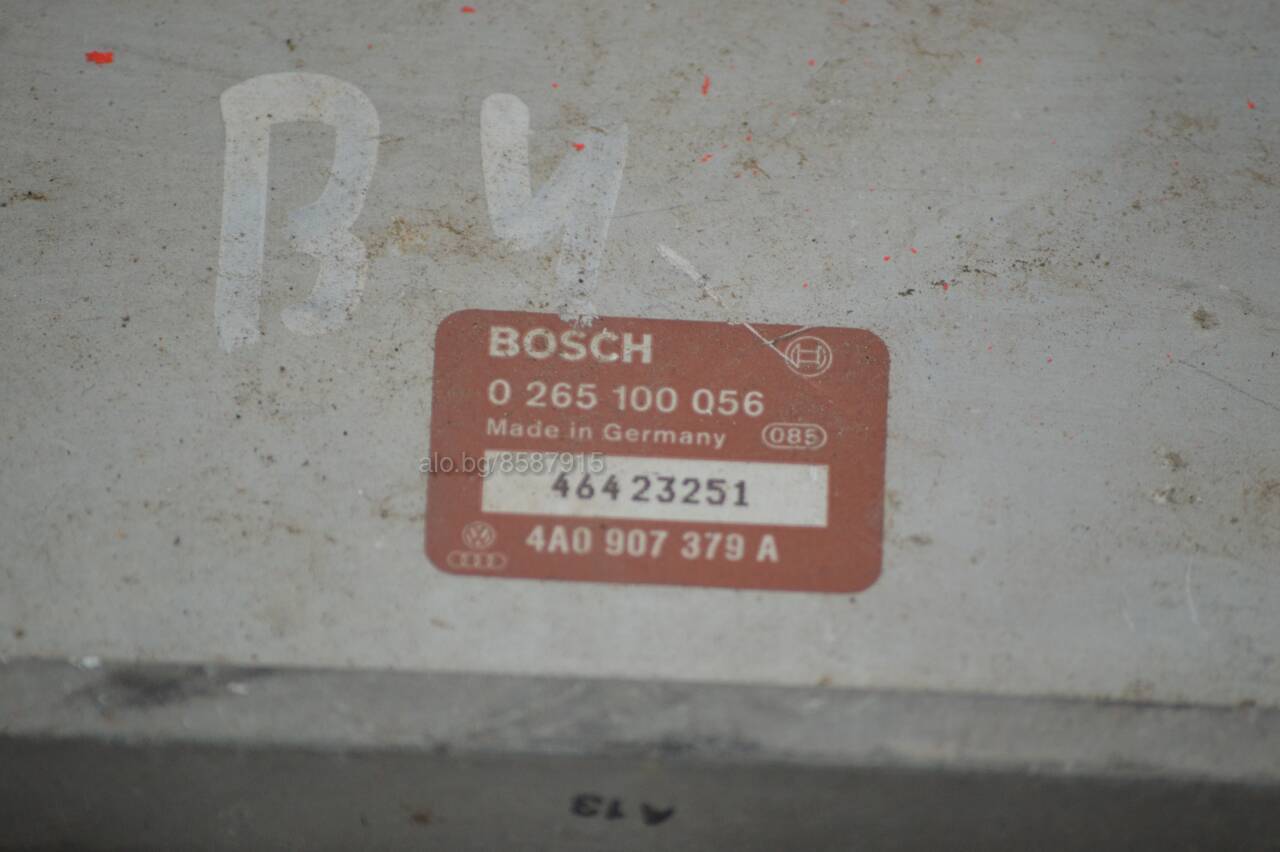 B4
BOSCH
0 265 100 056
Made in Germany 085
alo.bg/8587915
46423251
4A0 907 379 A
A13